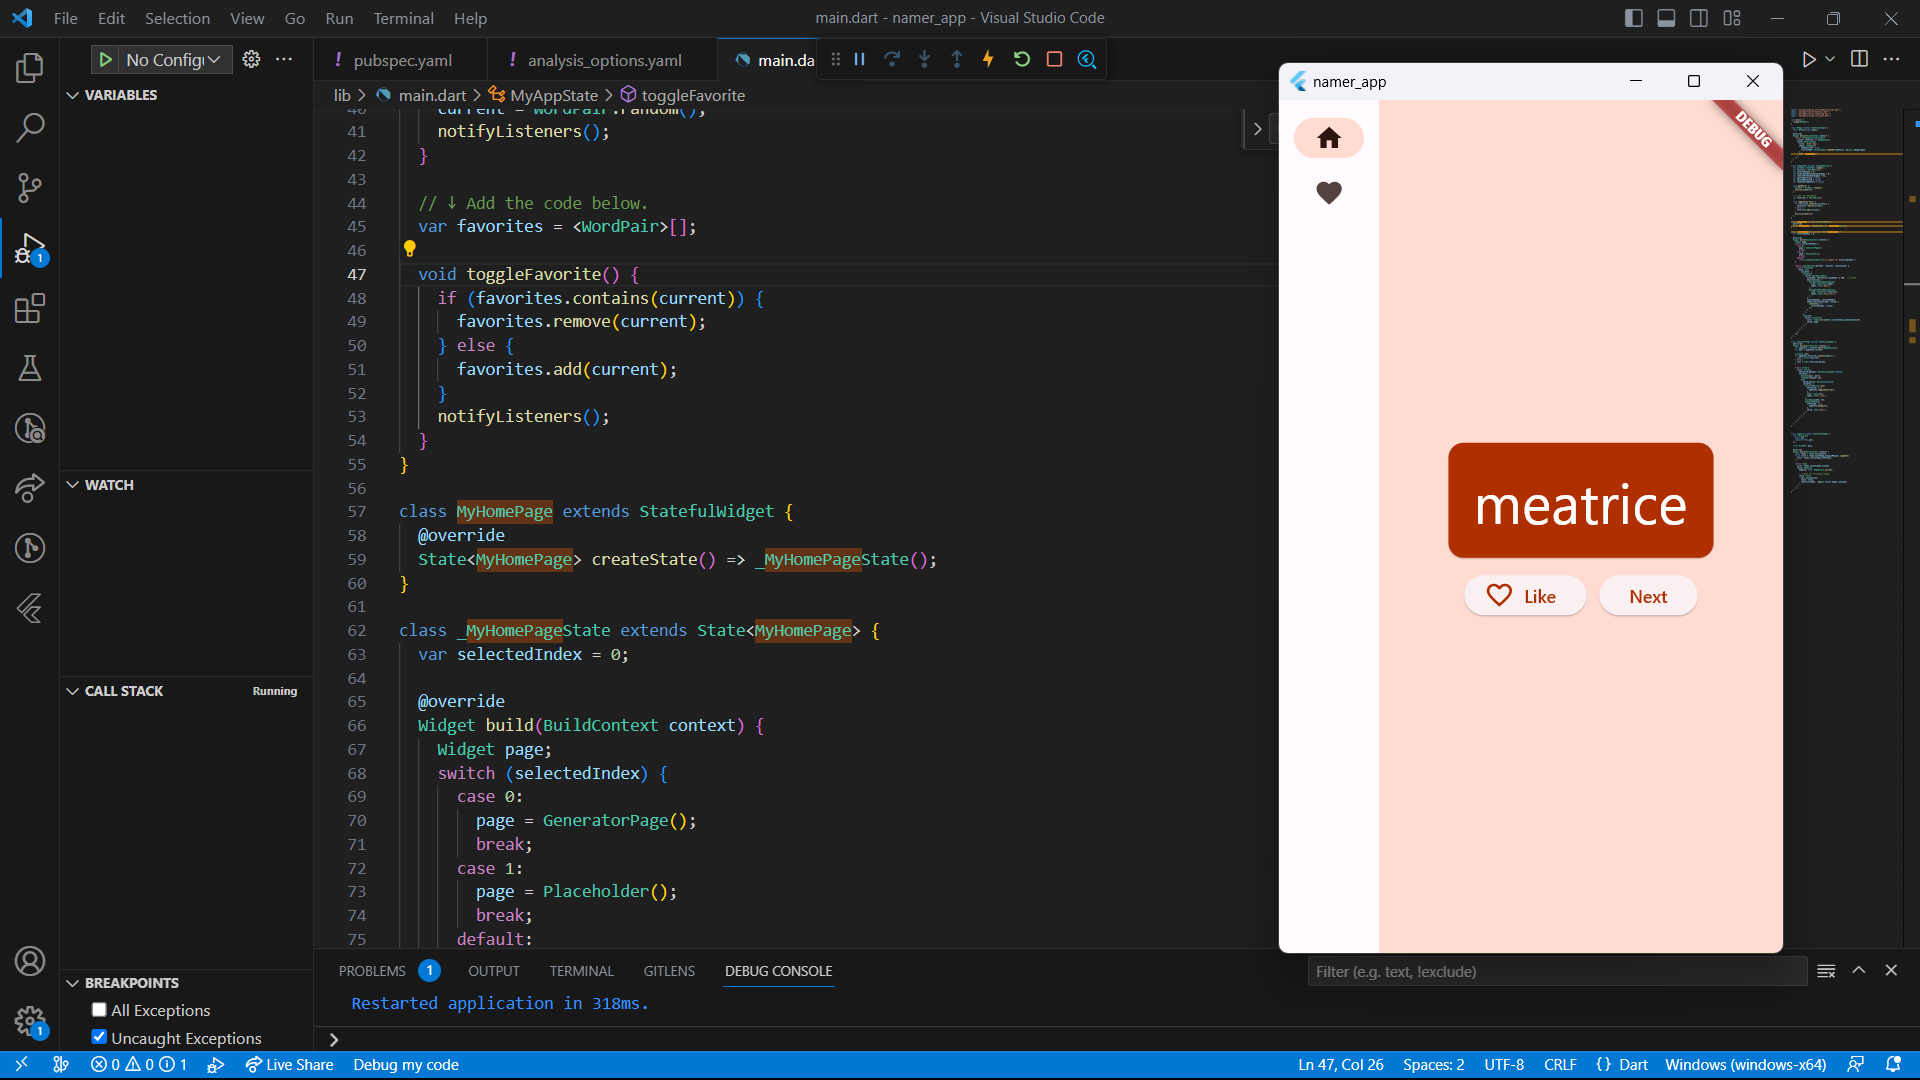 File Edit Selection View Go Run Terminal Help
main.dart - namer_app - Visual Studio Code
No Config
! pubspec.yaml
! analysis_options.yaml
main.da
lib > main.dart > MyAppState > toggleFavorite
VARIABLES
WATCH
CALL STACK Running
BREAKPOINTS
All Exceptions
Uncaught Exceptions
1
1
40 current = WordPair.random();
41 notifyListeners();
42 }
43
44 // ↓ Add the code below.
45 var favorites = <WordPair>[];
46
47 void toggleFavorite() {
48 if (favorites.contains(current)) {
49 favorites.remove(current);
50 } else {
51 favorites.add(current);
52 }
53 notifyListeners();
54 }
55 }
56
57 class MyHomePage extends StatefulWidget {
58 @override
59 State<MyHomePage> createState() => _MyHomePageState();
60 }
61
62 class _MyHomePageState extends State<MyHomePage> {
63 var selectedIndex = 0;
64
65 @override
66 Widget build(BuildContext context) {
67 Widget page;
68 switch (selectedIndex) {
69 case 0:
70 page = GeneratorPage();
71 break;
72 case 1:
73 page = Placeholder();
74 break;
75 default:
namer_app
DEBUG
meatrice
Like
Next
PROBLEMS 1 OUTPUT TERMINAL GITLENS DEBUG CONSOLE
Filter (e.g. text, !exclude)
Restarted application in 318ms.
0 0 1 Live Share Debug my code
Ln 47, Col 26 Spaces: 2 UTF-8 CRLF {} Dart Windows (windows-x64)